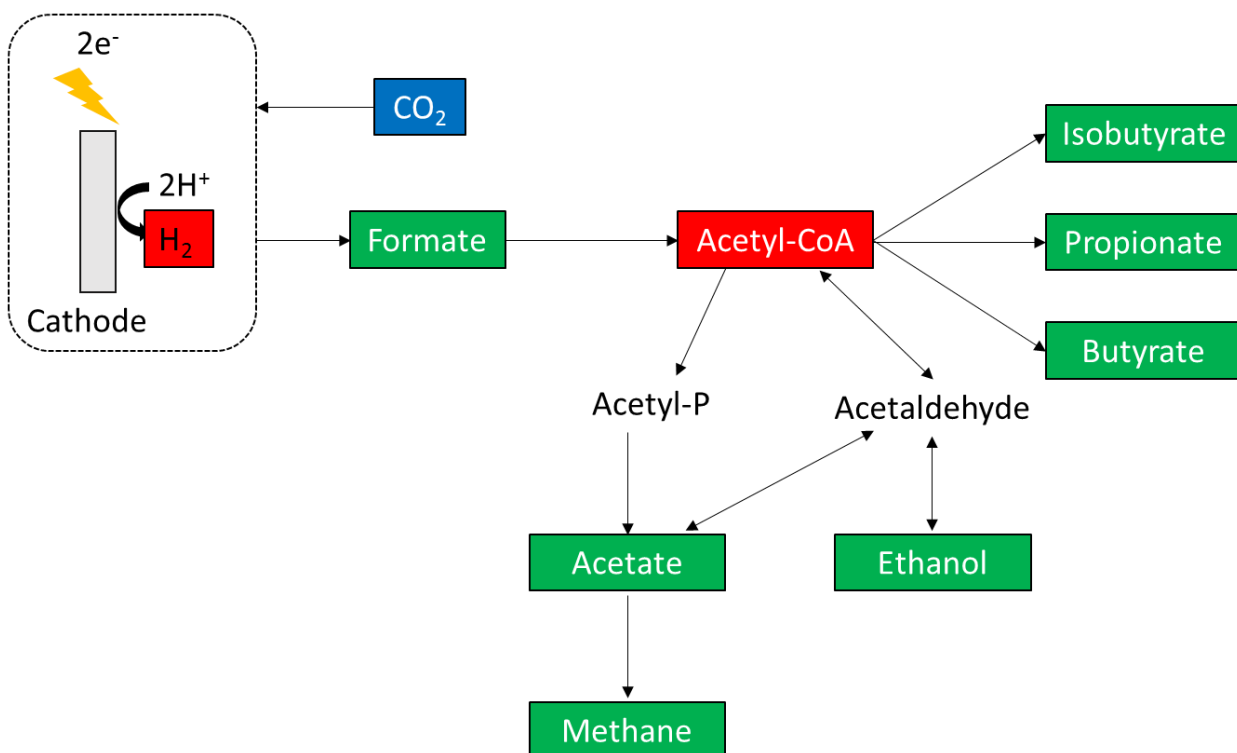 2e⁻
CO₂
Isobutyrate
2H⁺
H₂
Formate
Acetyl-CoA
Propionate
Cathode
Butyrate
Acetyl-P
Acetaldehyde
Acetate
Ethanol
Methane